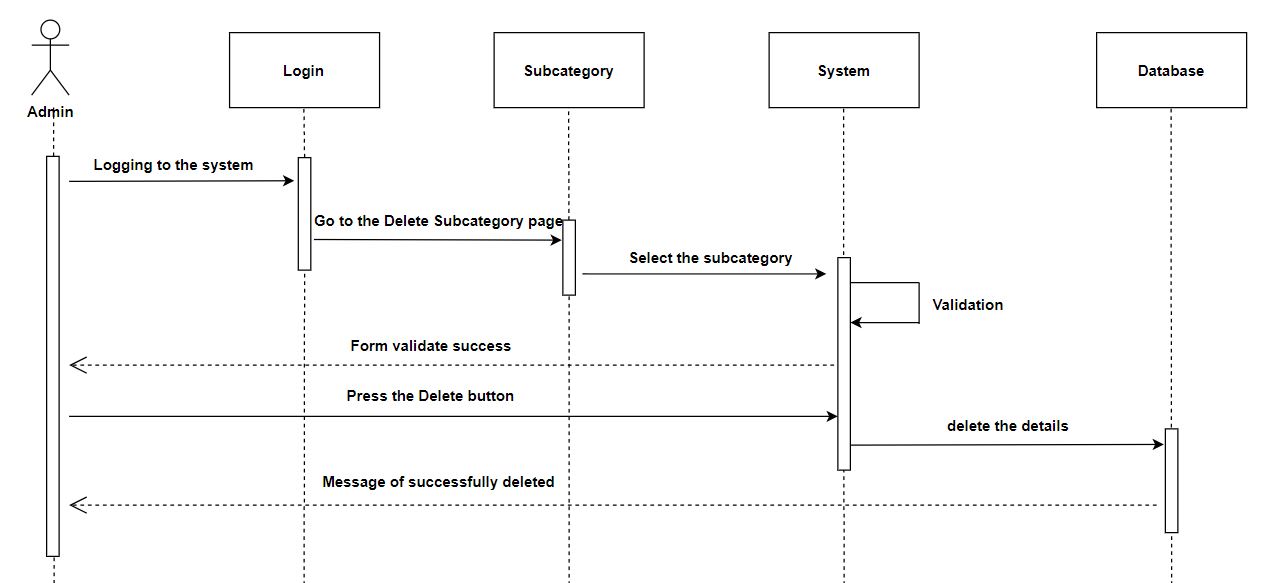 Login
Subcategory
System
Database
Admin
Logging to the system
Go to the Delete Subcategory page
Select the subcategory
Validation
Form validate success
Press the Delete button
delete the details
Message of successfully deleted